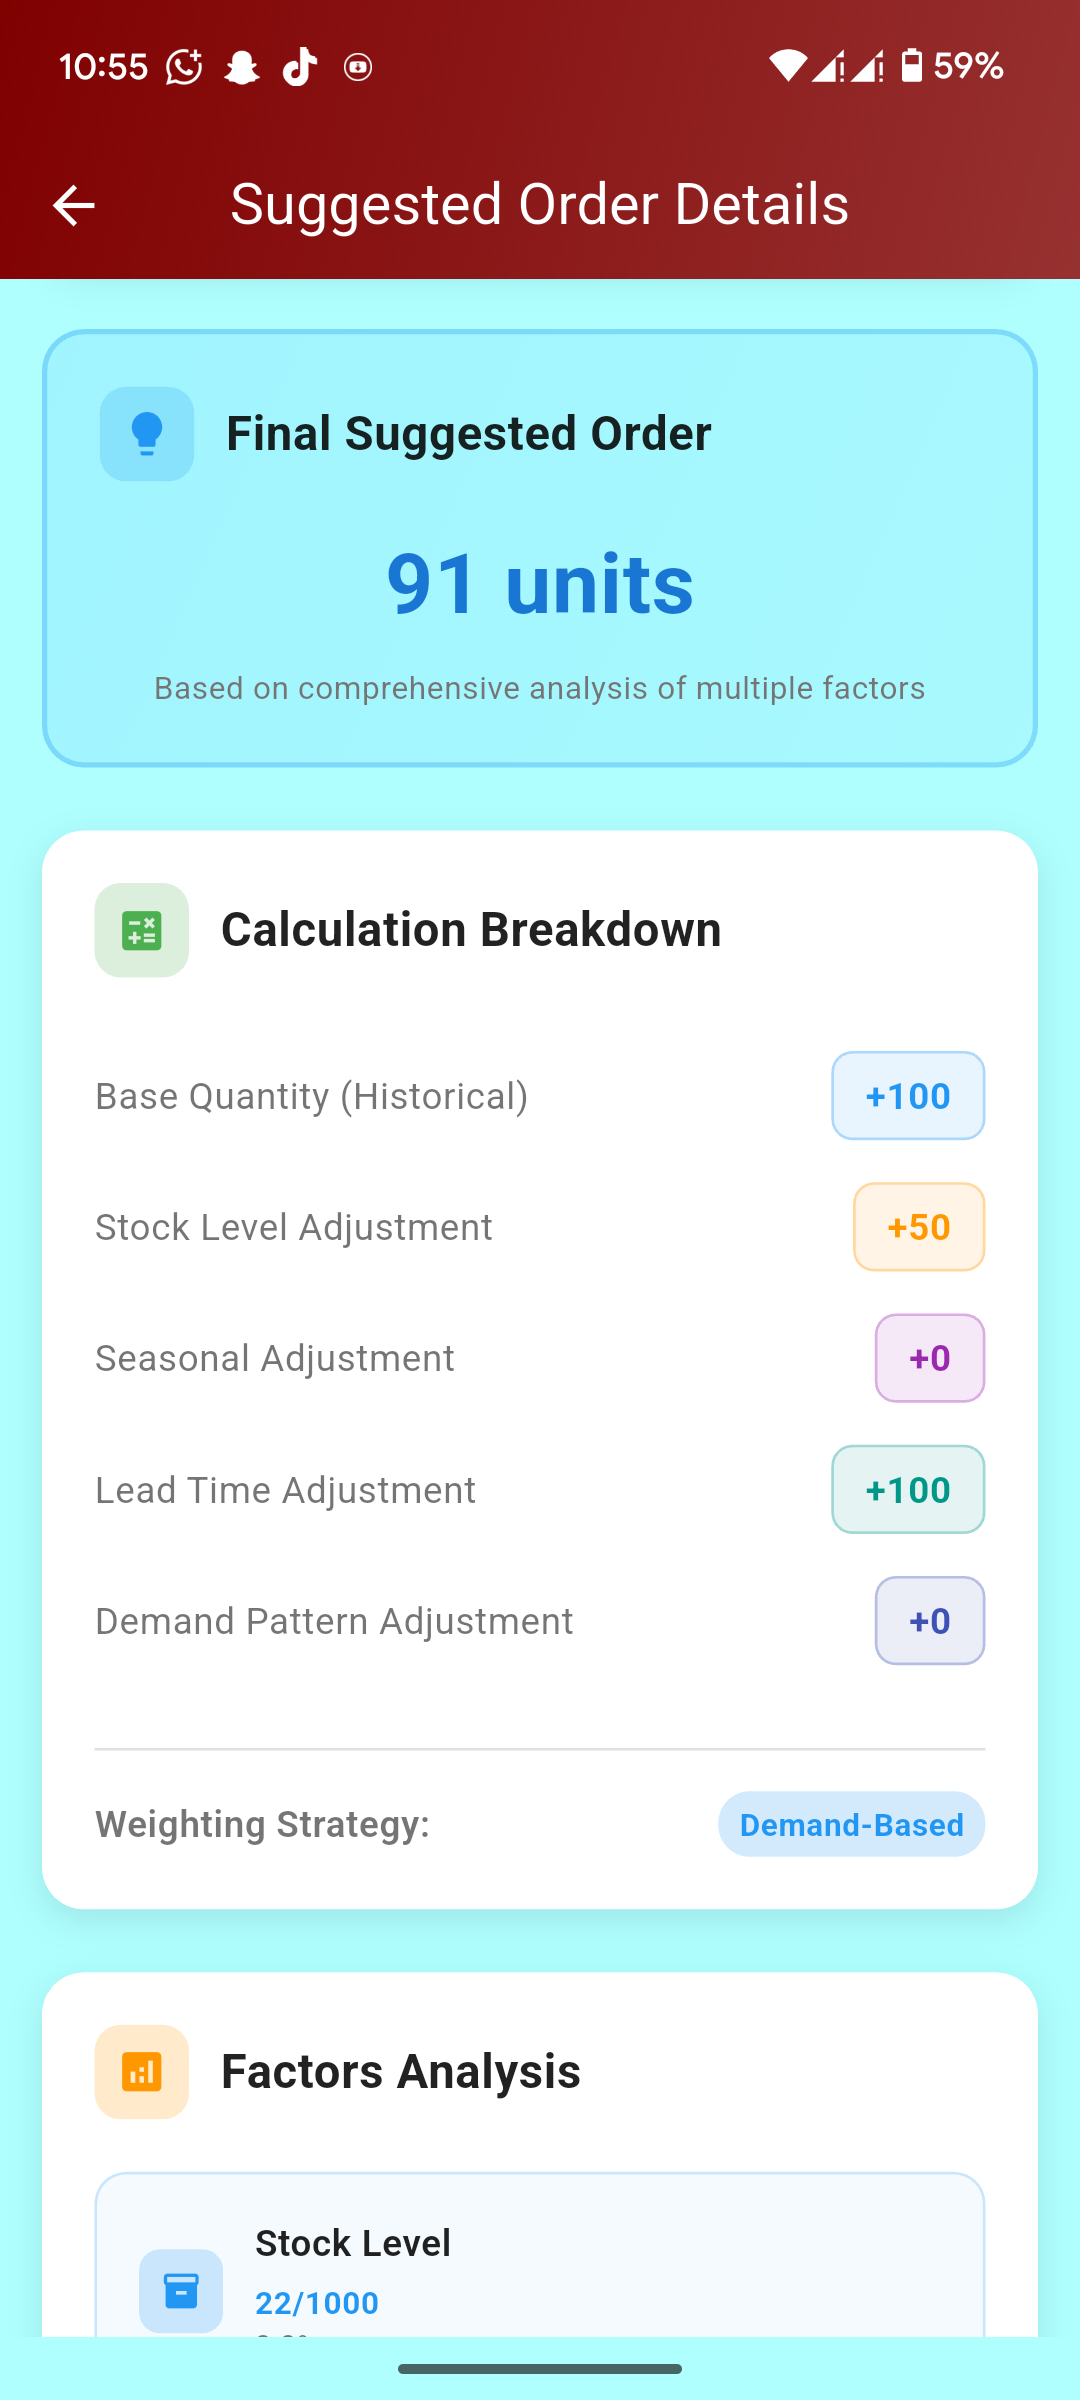 10:55
59%
Suggested Order Details
Final Suggested Order
91 units
Based on comprehensive analysis of multiple factors
Calculation Breakdown
Base Quantity (Historical) +100
Stock Level Adjustment +50
Seasonal Adjustment +0
Lead Time Adjustment +100
Demand Pattern Adjustment +0
Weighting Strategy: Demand-Based
Factors Analysis
Stock Level
22/1000